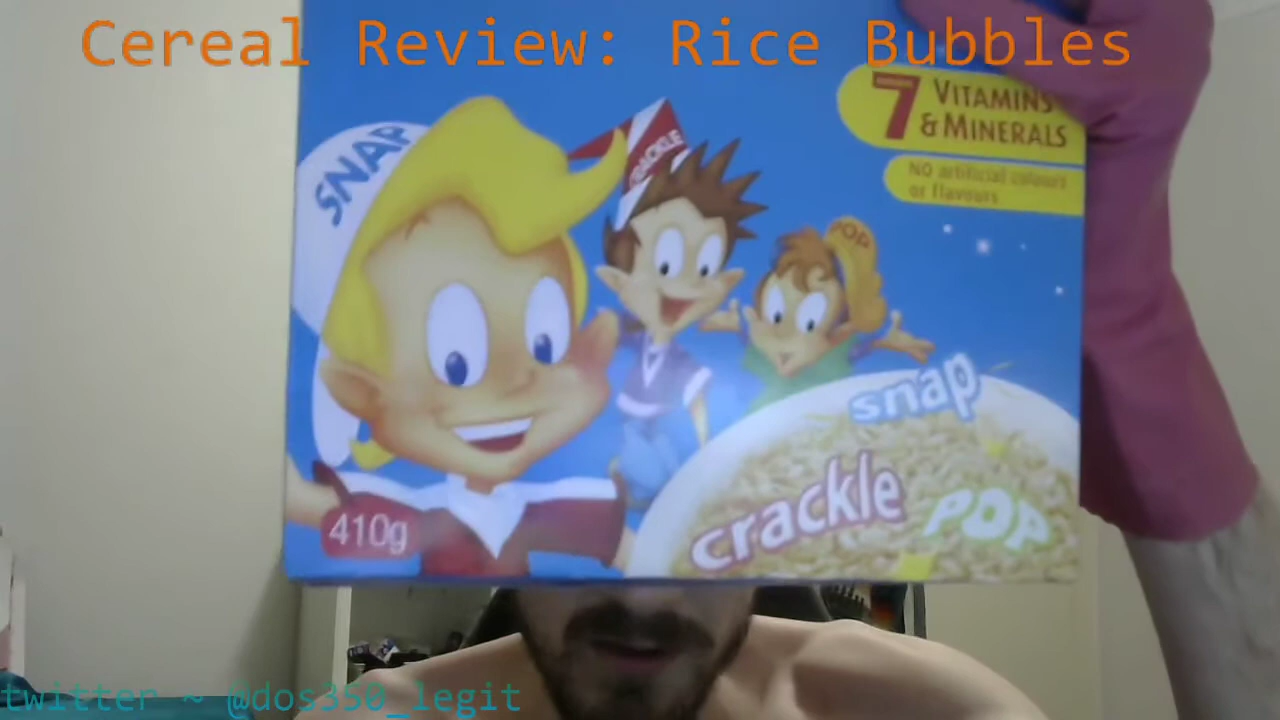 Cereal Review: Rice Bubbles
7 VITAMINS
& MINERALS
NO artificial colours
or flavours
SNAP
CRACKLE
POP
snap
crackle
POP
410g
twitter ~ @dos350_legit